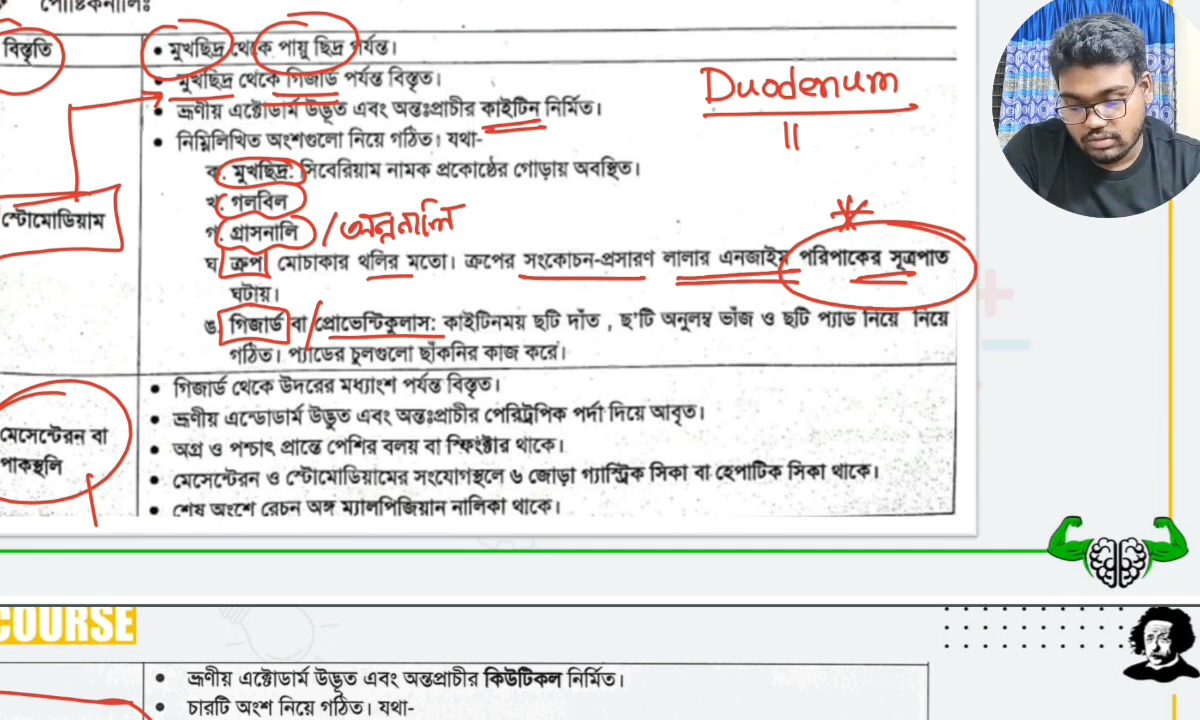 পৌষ্টিকনালিঃ
বিস্তৃতি
• মুখছিদ্র থেকে পায়ু ছিদ্র পর্যন্ত।
• মুখছিদ্র থেকে গিজার্ড পর্যন্ত বিস্তৃত।
Duodenum
• ভ্রূণীয় এক্টোডার্ম উদ্ভূত এবং অন্তঃপ্রাচীর কাইটিন নির্মিত।
• নিম্নিলিখিত অংশগুলো নিয়ে গঠিত। যথা-
ক. মুখছিদ্র: সিবেরিয়াম নামক প্রকোষ্ঠের গোড়ায় অবস্থিত।
খ. গলবিল
স্টোমোডিয়াম
গ. গ্রাসনালি / অন্ননালি
ঘ. ক্রপ মোচাকার থলির মতো। ক্রপের সংকোচন-প্রসারণ লালার এনজাইম পরিপাকের সূত্রপাত
ঘটায়।
ঙ. গিজার্ড বা প্রোভেন্টিকুলাস: কাইটিনময় ছটি দাঁত , ছ'টি অনুলম্ব ভাঁজ ও ছটি প্যাড নিয়ে নিয়ে
গঠিত। প্যাডের চুলগুলো ছাঁকনির কাজ করে।
• গিজার্ড থেকে উদরের মধ্যাংশ পর্যন্ত বিস্তৃত।
• ভ্রূণীয় এন্ডোডার্ম উদ্ভূত এবং অন্তঃপ্রাচীর পেরিট্রপিক পর্দা দিয়ে আবৃত।
মেসেন্টেরন বা
পাকস্থলি
• অগ্র ও পশ্চাৎ প্রান্তে পেশির বলয় বা স্ফিংক্টার থাকে।
• মেসেন্টেরন ও স্টোমোডিয়ামের সংযোগস্থলে ৬ জোড়া গ্যাস্ট্রিক সিকা বা হেপাটিক সিকা থাকে।
• শেষ অংশে রেচন অঙ্গ ম্যালপিজিয়ান নালিকা থাকে।
COURSE
• ভ্রূণীয় এক্টোডার্ম উদ্ভূত এবং অন্তপ্রাচীর কিউটিকল নির্মিত।
• চারটি অংশ নিয়ে গঠিত। যথা-